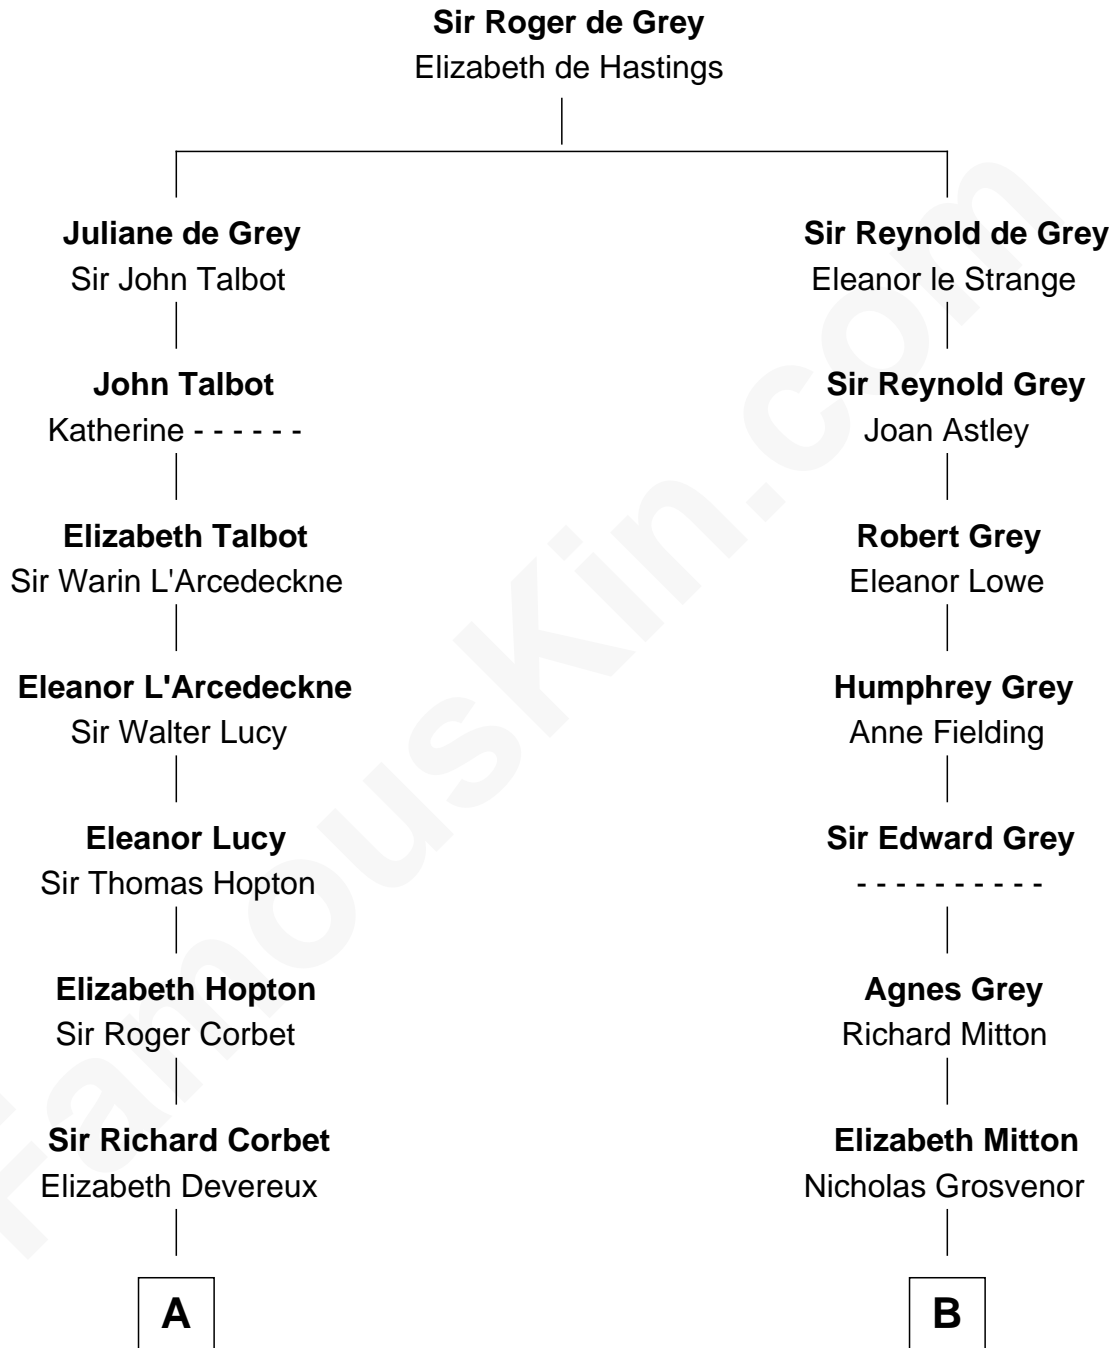 Sir Roger de Grey
Elizabeth de Hastings
Juliane de Grey
Sir John Talbot
John Talbot
Katherine - - - - - -
Elizabeth Talbot
Sir Warin L'Arcedeckne
Eleanor L'Arcedeckne
Sir Walter Lucy
Eleanor Lucy
Sir Thomas Hopton
Elizabeth Hopton
Sir Roger Corbet
Sir Richard Corbet
Elizabeth Devereux
A
Sir Reynold de Grey
Eleanor le Strange
Sir Reynold Grey
Joan Astley
Robert Grey
Eleanor Lowe
Humphrey Grey
Anne Fielding
Sir Edward Grey
- - - - - - - - - -
Agnes Grey
Richard Mitton
Elizabeth Mitton
Nicholas Grosvenor
B
FamousKin.com